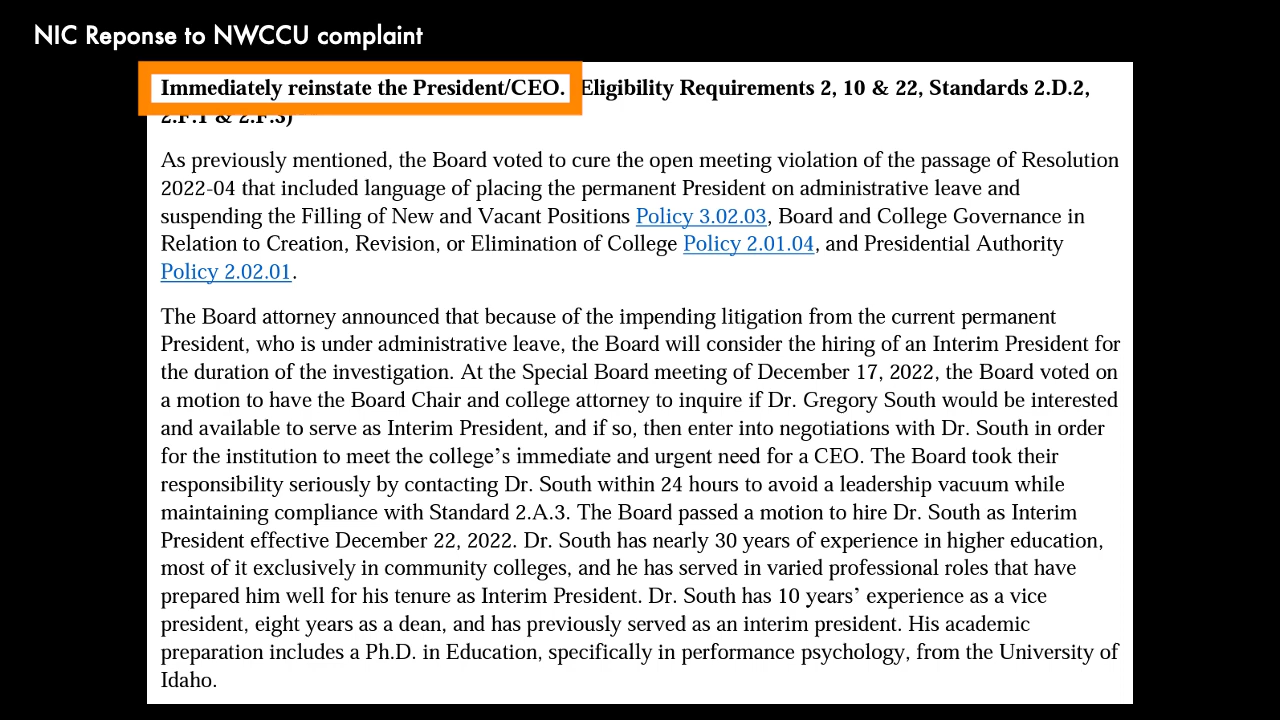 NIC Reponse to NWCCU complaint
Immediately reinstate the President/CEO. Eligibility Requirements 2, 10 & 22, Standards 2.D.2,
2.F.1 & 2.F.3)
As previously mentioned, the Board voted to cure the open meeting violation of the passage of Resolution
2022-04 that included language of placing the permanent President on administrative leave and
suspending the Filling of New and Vacant Positions Policy 3.02.03, Board and College Governance in
Relation to Creation, Revision, or Elimination of College Policy 2.01.04, and Presidential Authority
Policy 2.02.01.
The Board attorney announced that because of the impending litigation from the current permanent
President, who is under administrative leave, the Board will consider the hiring of an Interim President for
the duration of the investigation. At the Special Board meeting of December 17, 2022, the Board voted on
a motion to have the Board Chair and college attorney to inquire if Dr. Gregory South would be interested
and available to serve as Interim President, and if so, then enter into negotiations with Dr. South in order
for the institution to meet the college’s immediate and urgent need for a CEO. The Board took their
responsibility seriously by contacting Dr. South within 24 hours to avoid a leadership vacuum while
maintaining compliance with Standard 2.A.3. The Board passed a motion to hire Dr. South as Interim
President effective December 22, 2022. Dr. South has nearly 30 years of experience in higher education,
most of it exclusively in community colleges, and he has served in varied professional roles that have
prepared him well for his tenure as Interim President. Dr. South has 10 years’ experience as a vice
president, eight years as a dean, and has previously served as an interim president. His academic
preparation includes a Ph.D. in Education, specifically in performance psychology, from the University of
Idaho.